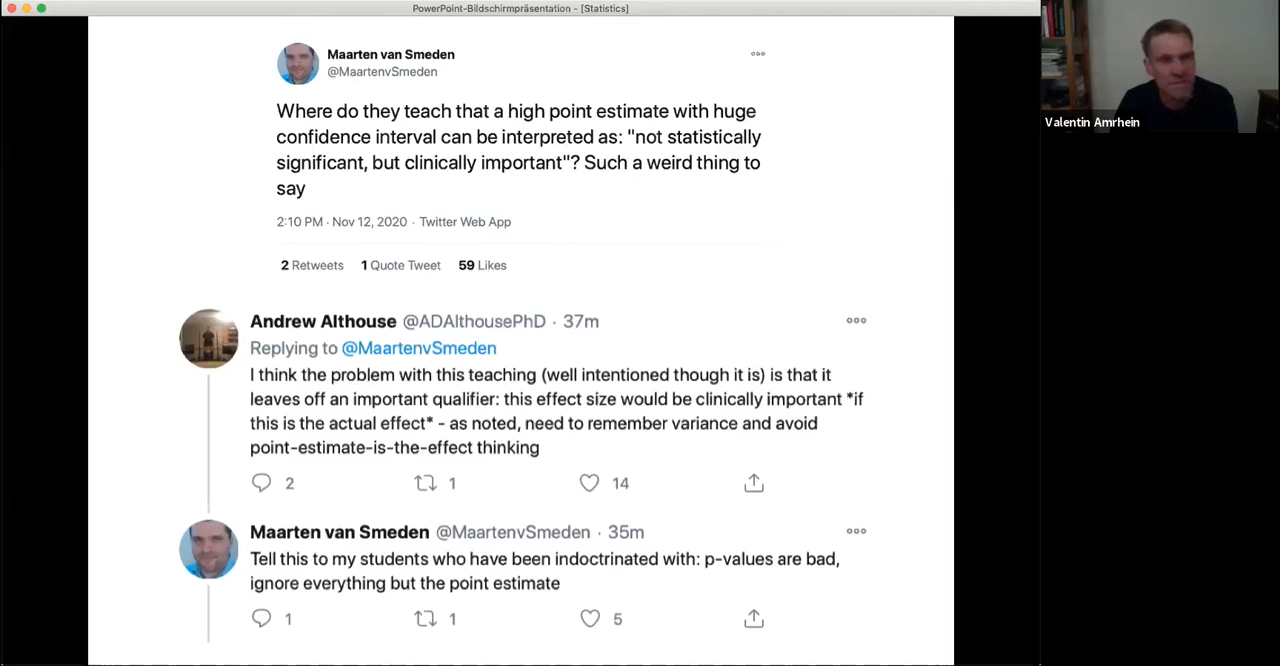 PowerPoint-Bildschirmpräsentation - [Statistics]
Maarten van Smeden
@MaartenvSmeden
Where do they teach that a high point estimate with huge
confidence interval can be interpreted as: "not statistically
significant, but clinically important"? Such a weird thing to
say
2:10 PM · Nov 12, 2020 · Twitter Web App
2 Retweets 1 Quote Tweet 59 Likes
Andrew Althouse @ADAlthousePhD · 37m
Replying to @MaartenvSmeden
I think the problem with this teaching (well intentioned though it is) is that it
leaves off an important qualifier: this effect size would be clinically important *if
this is the actual effect* - as noted, need to remember variance and avoid
point-estimate-is-the-effect thinking
2 1 14
Maarten van Smeden @MaartenvSmeden · 35m
Tell this to my students who have been indoctrinated with: p-values are bad,
ignore everything but the point estimate
1 1 5
Valentin Amrhein